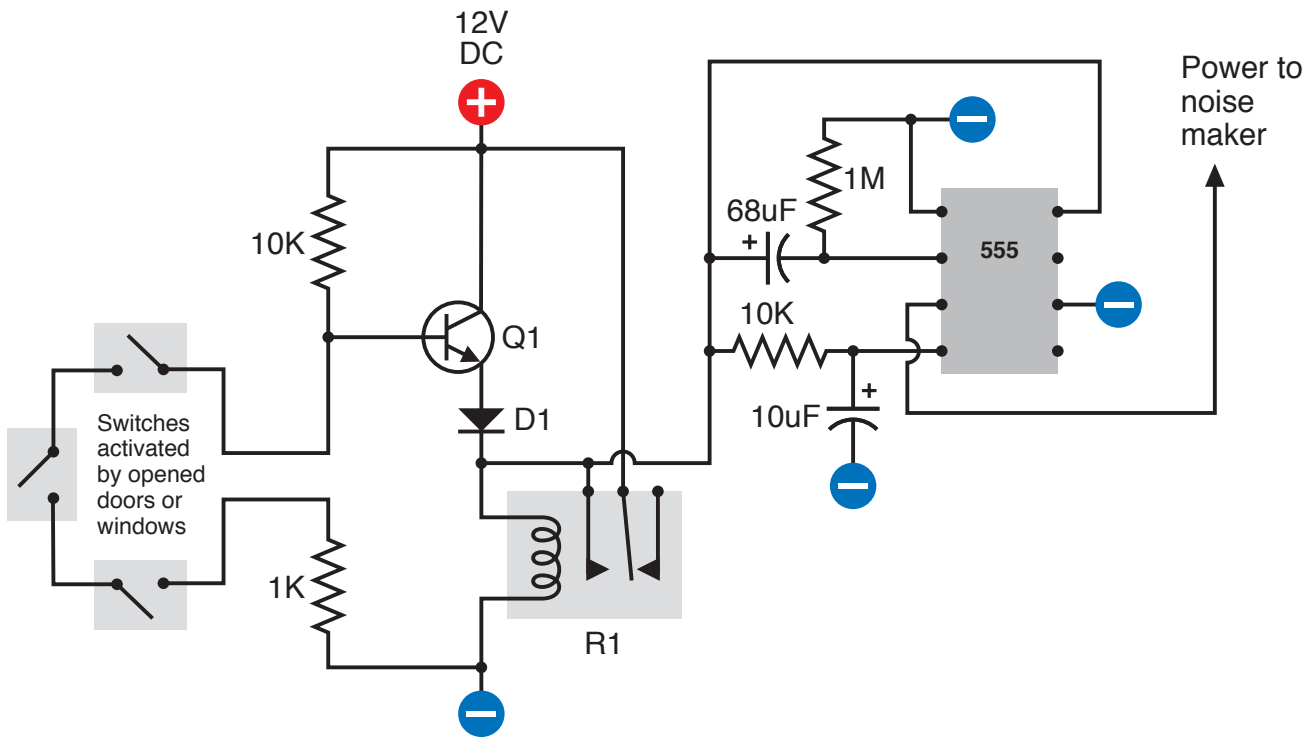 12V
DC
+
Power to
noise
maker
1M
68uF
+
555
10K
10K
Q1
+
10uF
D1
Switches
activated
by opened
doors or
windows
1K
R1